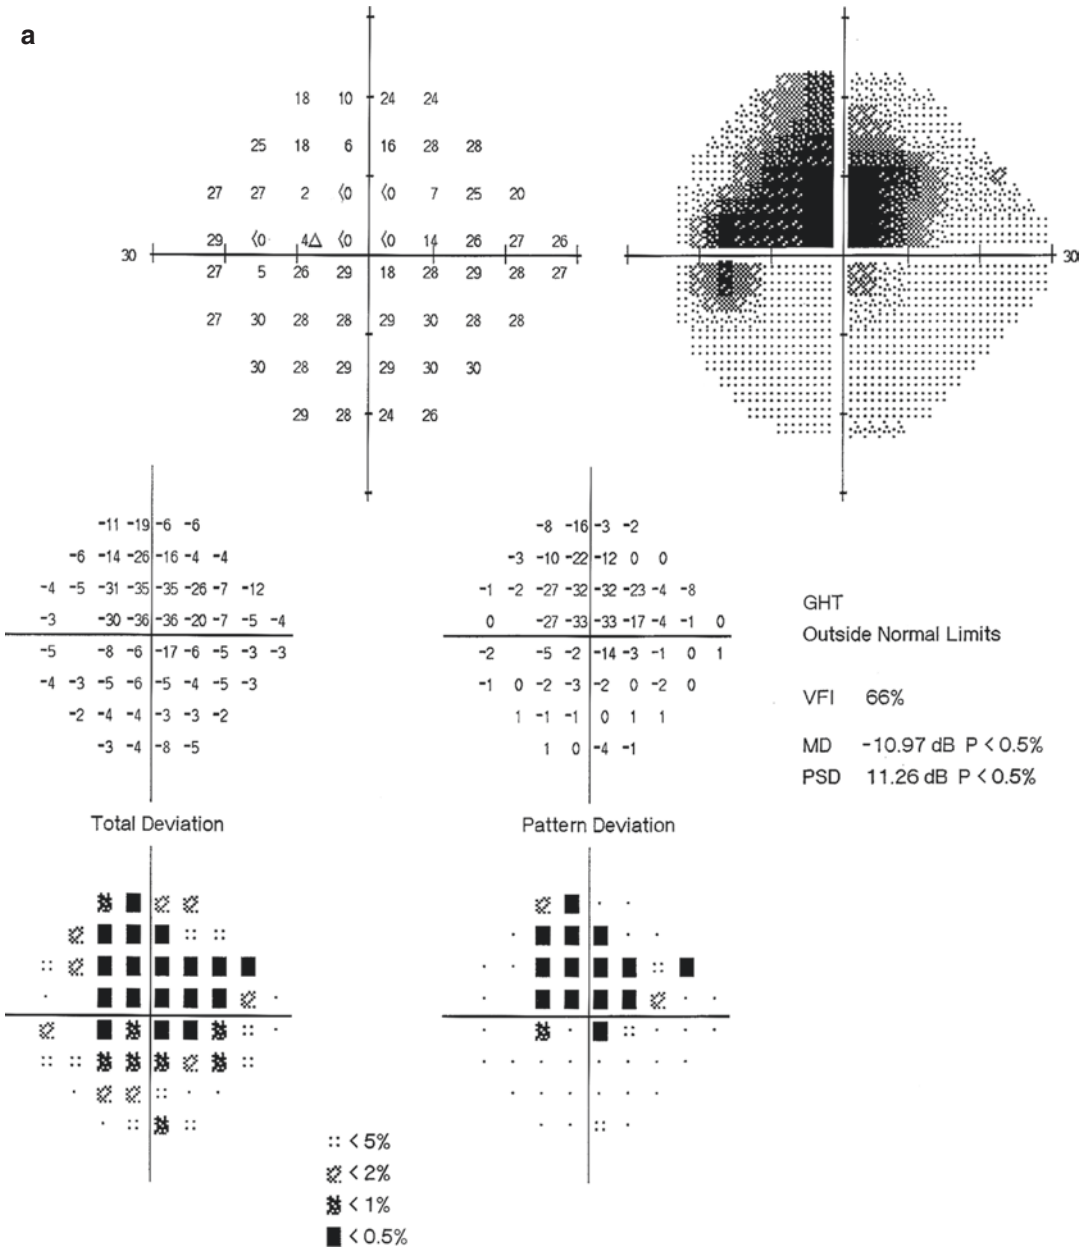 a
18 10 24 24
25 18 6 16 28 28
27 27 2 <0 <0 7 25 20
29 <0 4△ <0 <0 14 26 27 26
30 30
27 5 26 29 18 28 29 28 27
27 30 28 28 29 30 28 28
30 28 29 29 30 30
29 28 24 26
-11 -19 -6 -6
-6 -14 -26 -16 -4 -4
-4 -5 -31 -35 -35 -26 -7 -12
-3 -30 -36 -36 -20 -7 -5 -4
-5 -8 -6 -17 -6 -5 -3 -3
-4 -3 -5 -6 -5 -4 -5 -3
-2 -4 -4 -3 -3 -2
-3 -4 -8 -5
Total Deviation
-8 -16 -3 -2
-3 -10 -22 -12 0 0
-1 -2 -27 -32 -32 -23 -4 -8
0 -27 -33 -33 -17 -4 -1 0
-2 -5 -2 -14 -3 -1 0 1
-1 0 -2 -3 -2 0 -2 0
1 -1 -1 0 1 1
1 0 -4 -1
Pattern Deviation
GHT
Outside Normal Limits
VFI 66%
MD -10.97 dB P < 0.5%
PSD 11.26 dB P < 0.5%
:: < 5%
< 2%
< 1%
■ < 0.5%